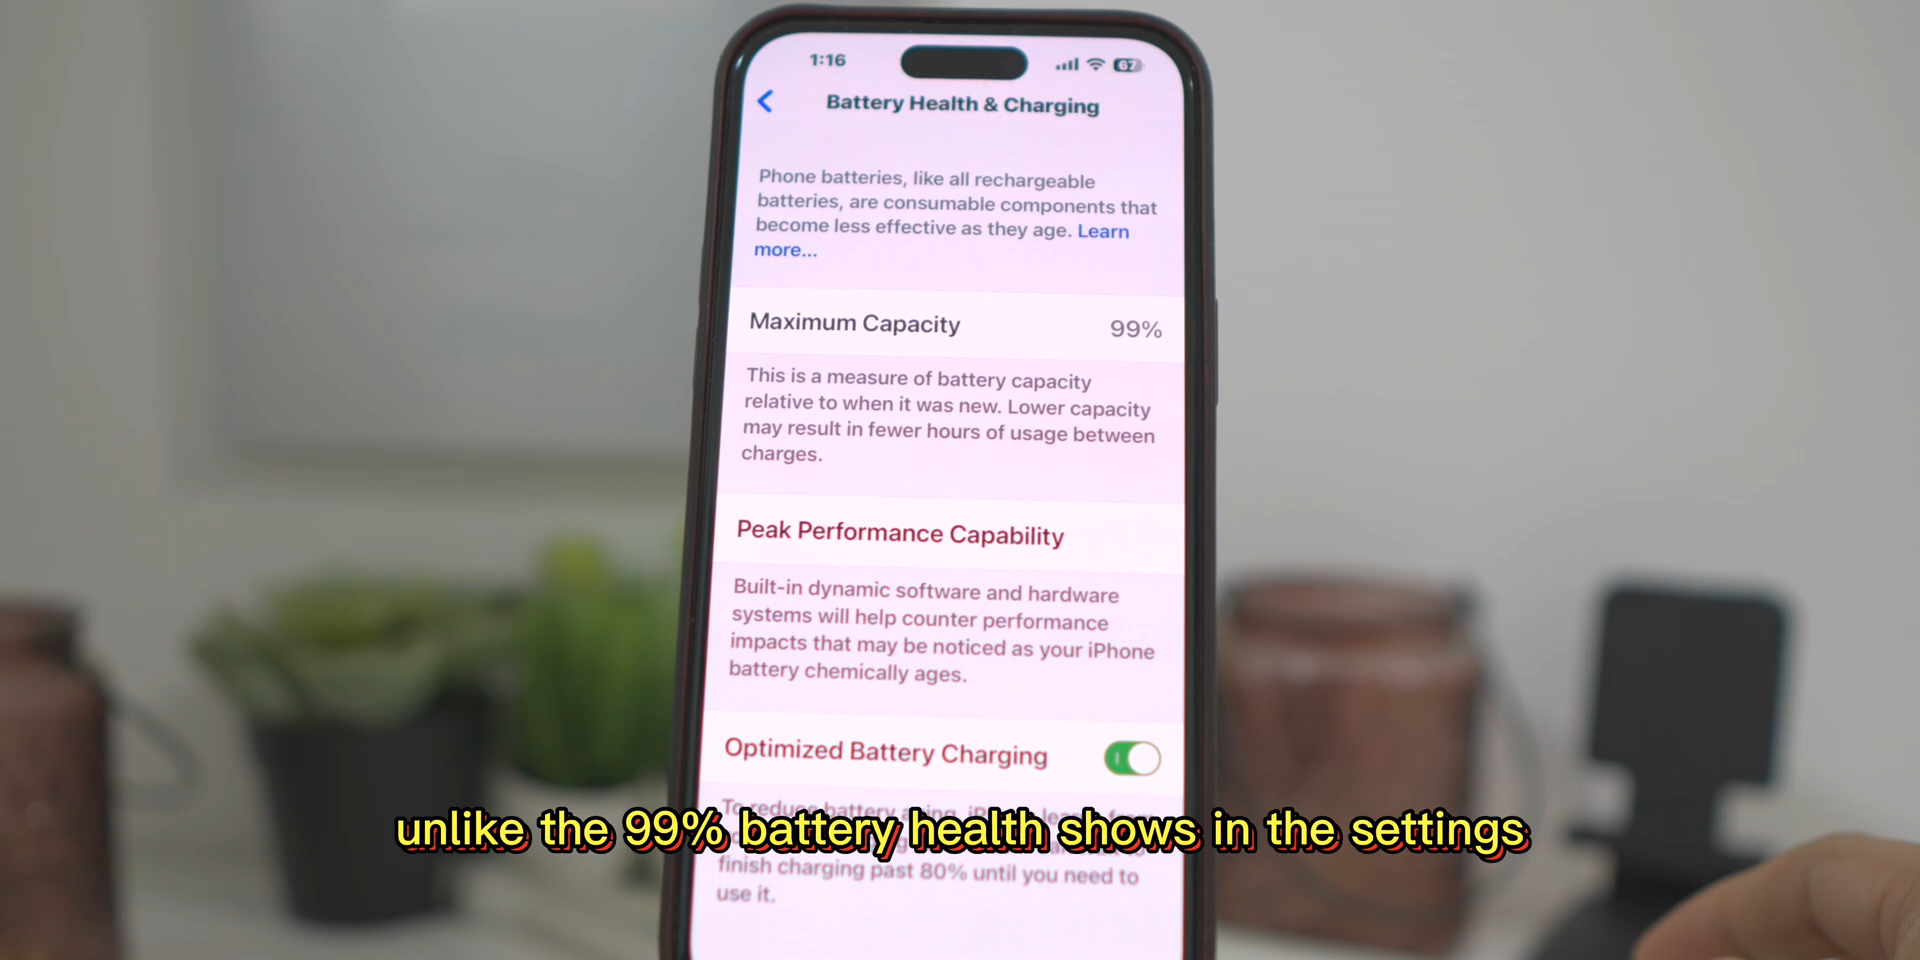 1:16
67
Battery Health & Charging
Phone batteries, like all rechargeable
batteries, are consumable components that
become less effective as they age. Learn
more...
Maximum Capacity 99%
This is a measure of battery capacity
relative to when it was new. Lower capacity
may result in fewer hours of usage between
charges.
Peak Performance Capability
Built-in dynamic software and hardware
systems will help counter performance
impacts that may be noticed as your iPhone
battery chemically ages.
Optimized Battery Charging
To reduce battery aging, iPhone
unlike the 99% battery health shows in the settings
finish charging past 80% until you need to
use it.